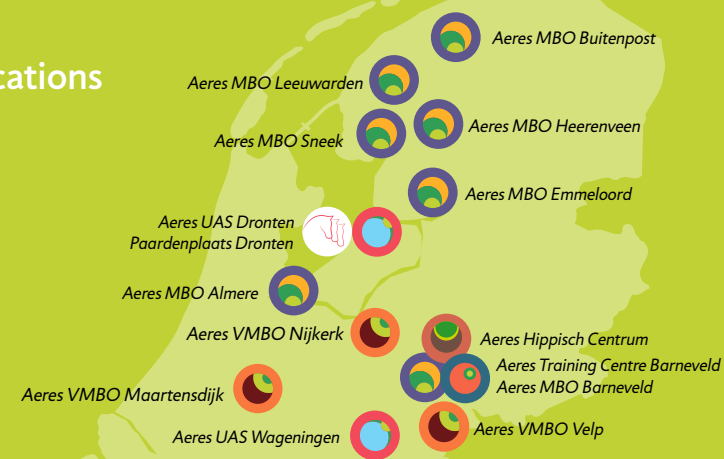 cations
Aeres MBO Buitenpost
Aeres MBO Leeuwarden
Aeres MBO Heerenveen
Aeres MBO Sneek
Aeres MBO Emmeloord
Aeres UAS Dronten
Paardenplaats Dronten
Aeres MBO Almere
Aeres VMBO Nijkerk
Aeres Hippisch Centrum
Aeres Training Centre Barneveld
Aeres MBO Barneveld
Aeres VMBO Maartensdijk
Aeres VMBO Velp
Aeres UAS Wageningen